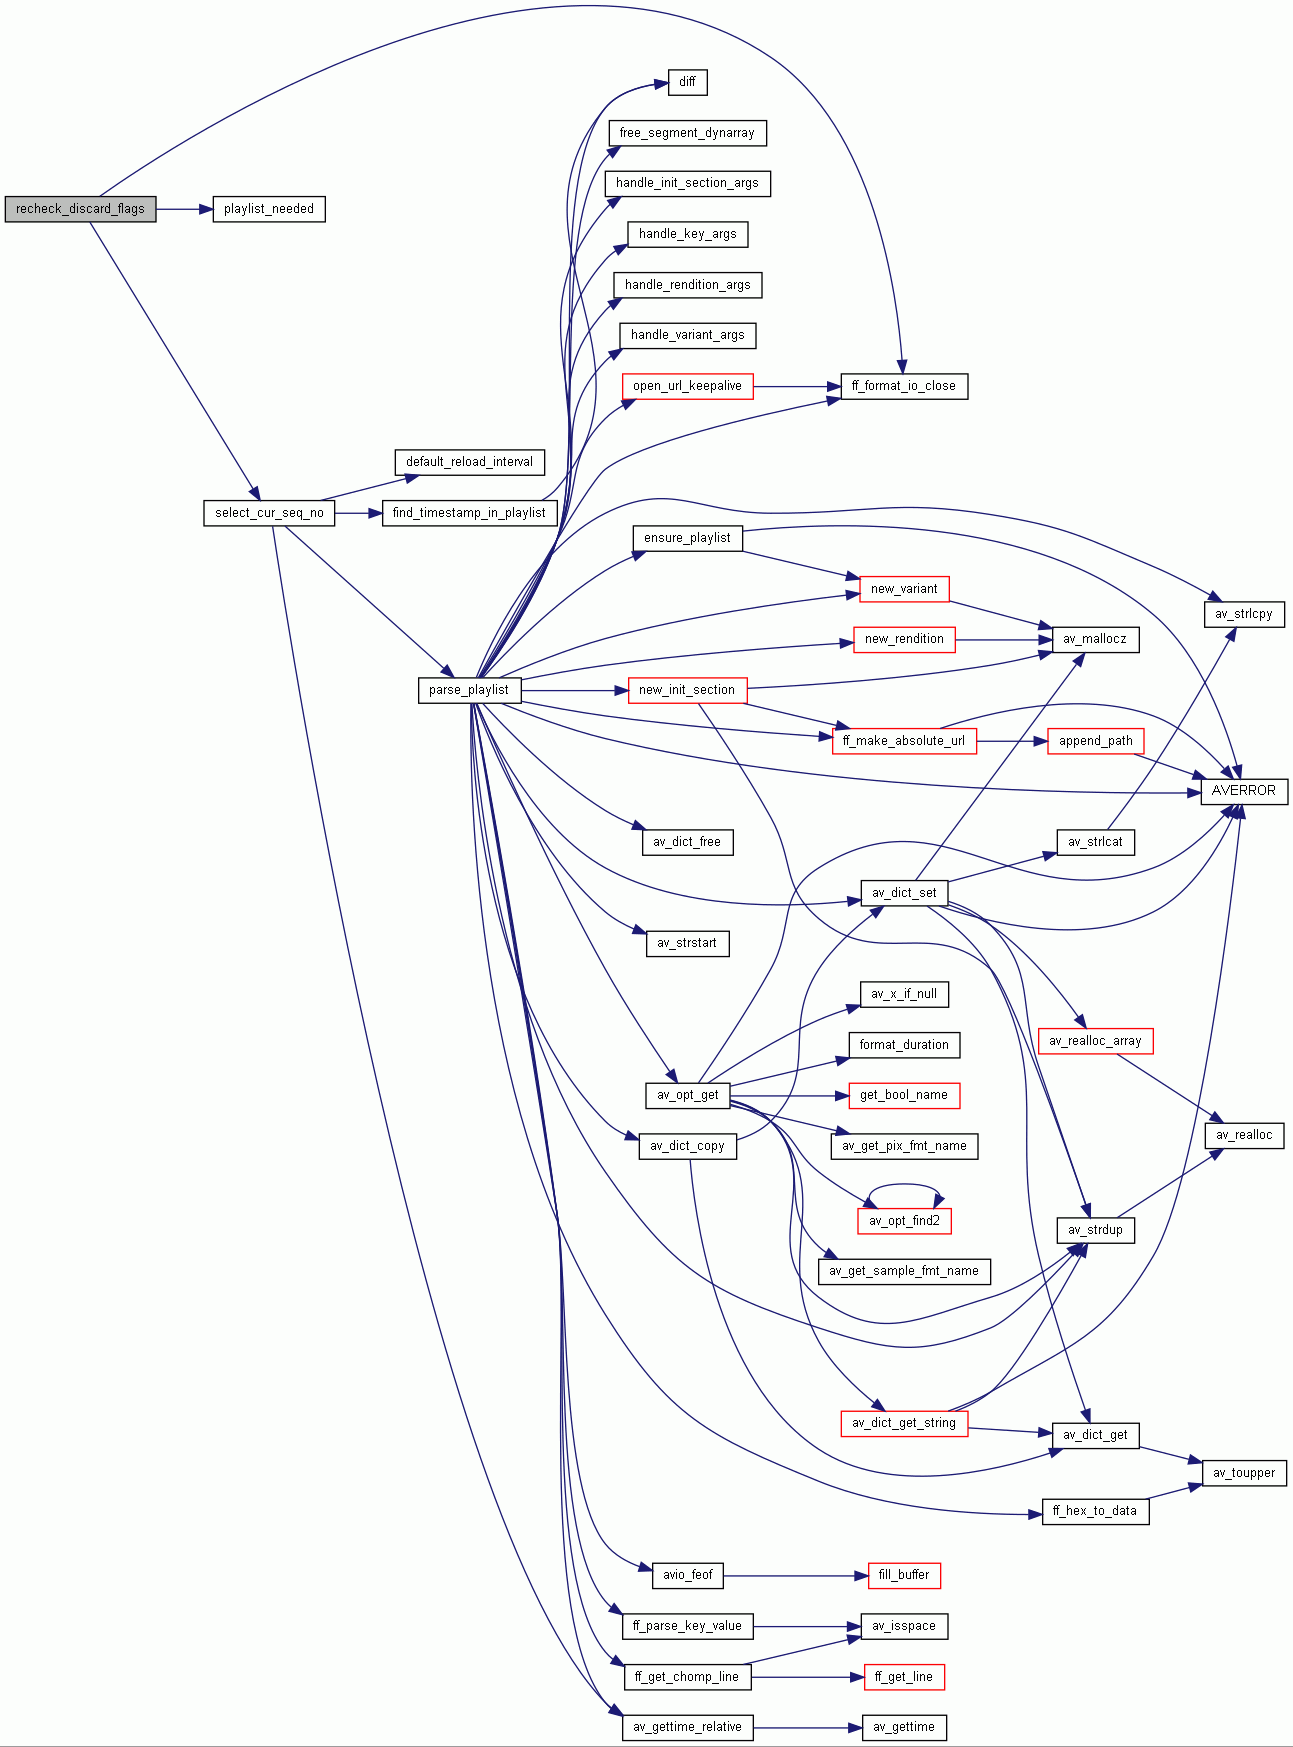 diff
free_segment_dynarray
handle_init_section_args
recheck_discard_flags
playlist_needed
handle_key_args
handle_rendition_args
handle_variant_args
open_url_keepalive
ff_format_io_close
default_reload_interval
select_cur_seq_no
find_timestamp_in_playlist
ensure_playlist
new_variant
av_strlcpy
new_rendition
av_mallocz
parse_playlist
new_init_section
ff_make_absolute_url
append_path
AVERROR
av_dict_free
av_strlcat
av_dict_set
av_strstart
av_x_if_null
format_duration
av_realloc_array
av_opt_get
get_bool_name
av_dict_copy
av_get_pix_fmt_name
av_realloc
av_opt_find2
av_strdup
av_get_sample_fmt_name
av_dict_get_string
av_dict_get
av_toupper
ff_hex_to_data
avio_feof
fill_buffer
ff_parse_key_value
av_isspace
ff_get_chomp_line
ff_get_line
av_gettime_relative
av_gettime